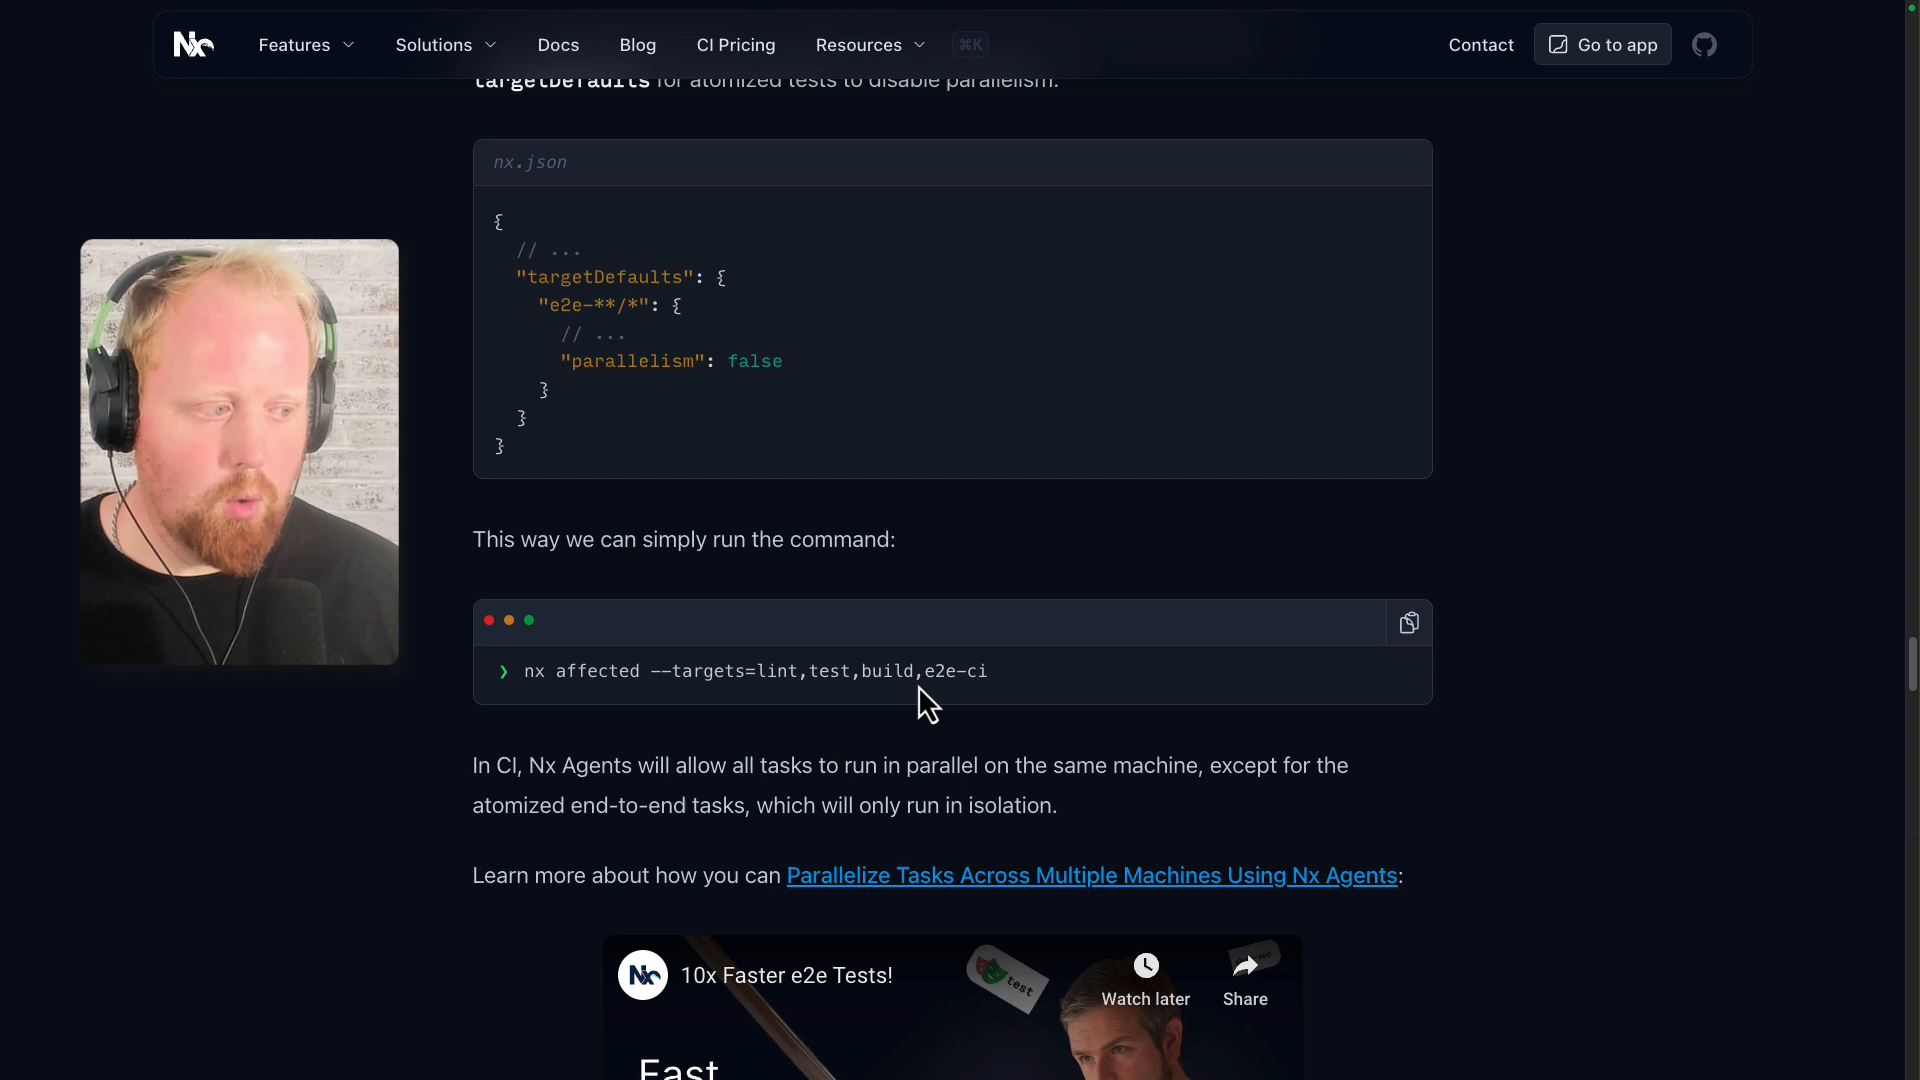 Nx Features Solutions Docs Blog CI Pricing Resources ⌘K Contact Go to app
targetDefaults for atomized tests to disable parallelism.
nx.json
{
// ...
"targetDefaults": {
"e2e-**/*": {
// ...
"parallelism": false
}
}
}
This way we can simply run the command:
❯ nx affected --targets=lint,test,build,e2e-ci
In CI, Nx Agents will allow all tasks to run in parallel on the same machine, except for the
atomized end-to-end tasks, which will only run in isolation.
Learn more about how you can Parallelize Tasks Across Multiple Machines Using Nx Agents:
Nx 10x Faster e2e Tests!
test
Watch later Share
Fast